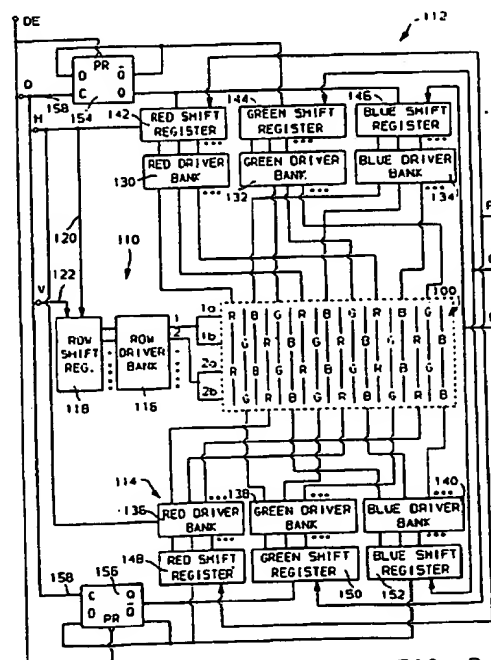 DE
112
PR
D Q̄
C Q
158
154
142
144
146
H
RED SHIFT REGISTER
GREEN SHIFT REGISTER
BLUE SHIFT REGISTER
RED DRIVER BANK
GREEN DRIVER BANK
BLUE DRIVER BANK
130
132
134
120
110
122
V
100
1a
1b
2a
2b
1
2
ROW SHIFT REG.
ROW DRIVER BANK
118
116
R B G R B G R B G
G R B G R B G R B
R B G R B G R B G
G R B G R B G R B
114
136
138
140
RED DRIVER BANK
GREEN DRIVER BANK
BLUE DRIVER BANK
148
RED SHIFT REGISTER
GREEN SHIFT REGISTER
BLUE SHIFT REGISTER
150
152
158
156
C Q
D Q̄
PR